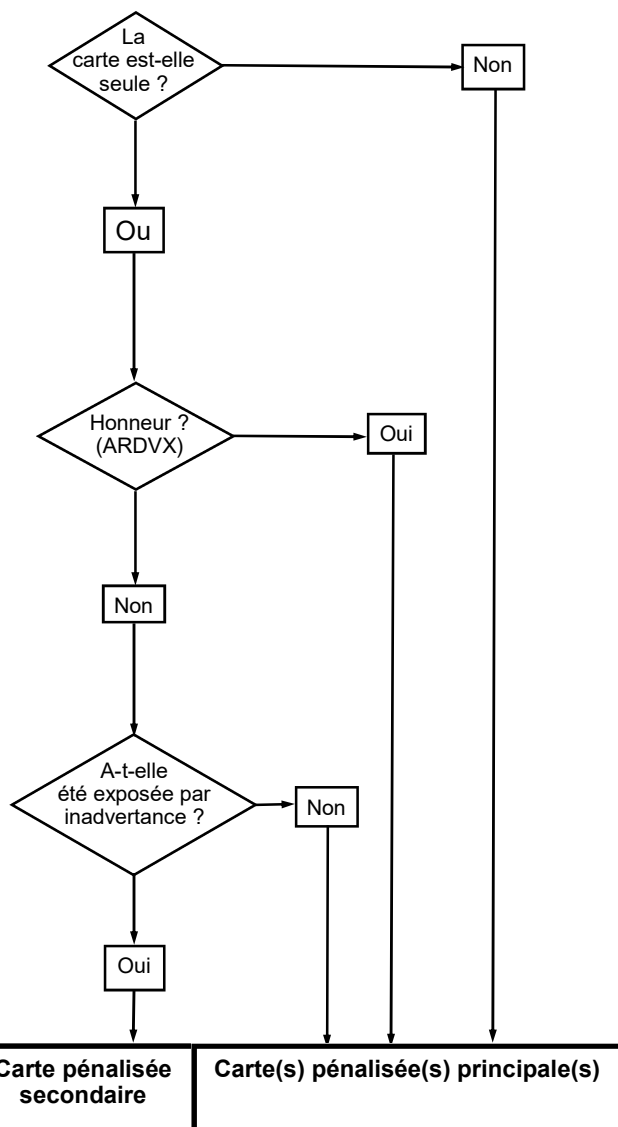 La
carte est-elle
seule ?
Non
Ou
Honneur ?
(ARDVX)
Oui
Non
A-t-elle
été exposée par
inadvertance ?
Non
Oui
Carte pénalisée
secondaire
Carte(s) pénalisée(s) principale(s)